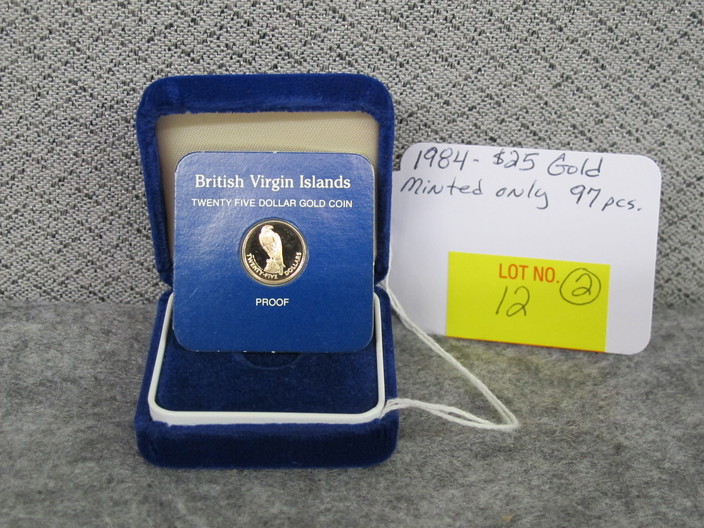 British Virgin Islands
TWENTY FIVE DOLLAR GOLD COIN
TWENTY-FIVE DOLLARS
PROOF
1984- $25 Gold
Minted only 97 pcs.
LOT NO. 2
12